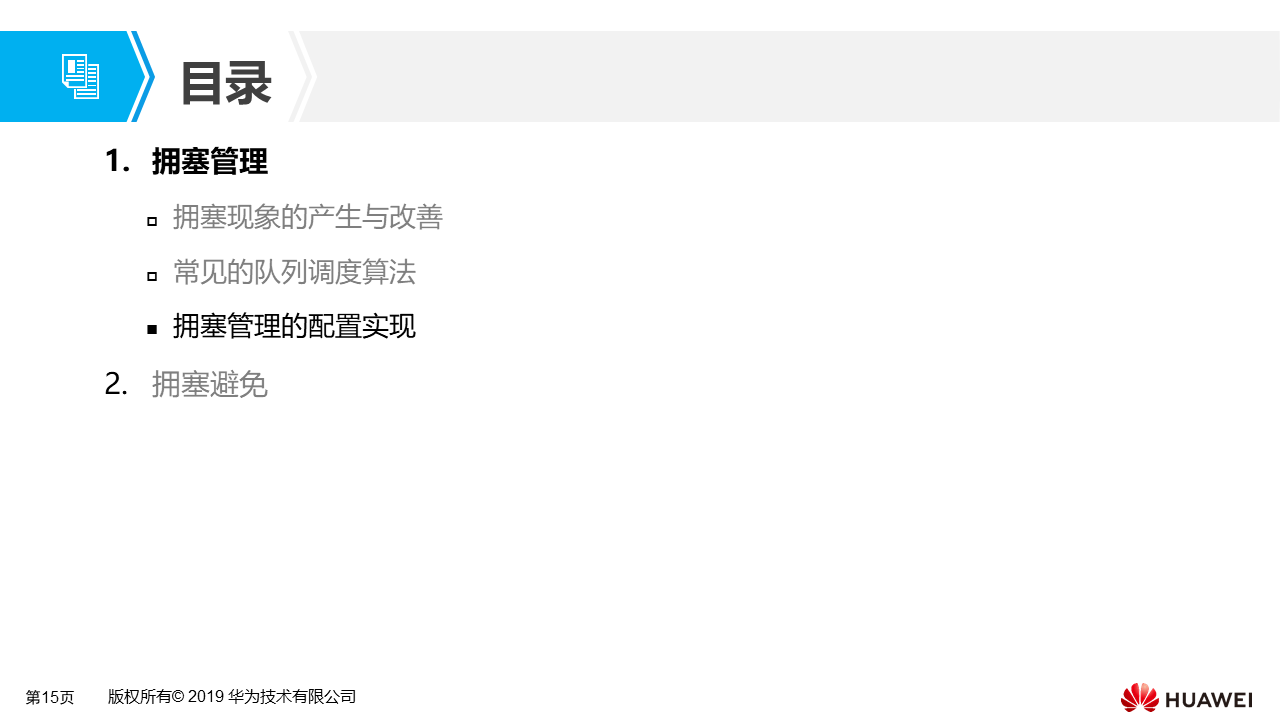 目录
1. 拥塞管理
拥塞现象的产生与改善
常见的队列调度算法
拥塞管理的配置实现
2. 拥塞避免
第15页 版权所有© 2019 华为技术有限公司
HUAWEI